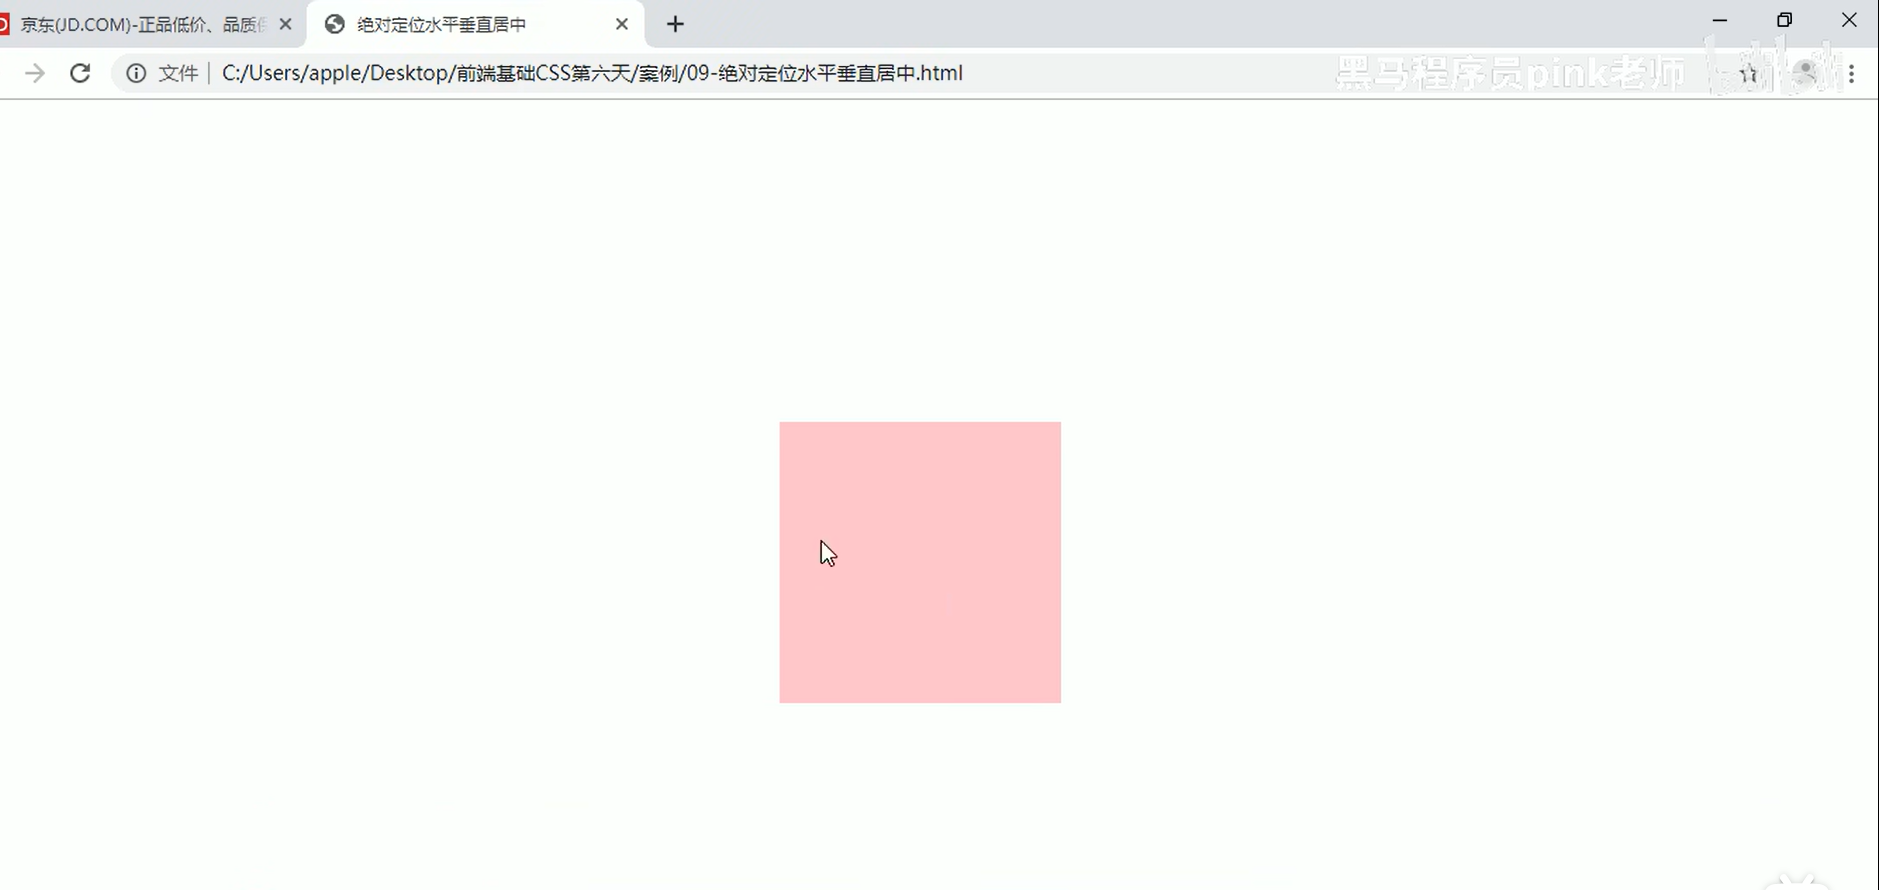 京东(JD.COM)-正品低价、品质
绝对定位水平垂直居中
文件 C:/Users/apple/Desktop/前端基础CSS第六天/案例/09-绝对定位水平垂直居中.html
黑马程序员pink老师 bilibili